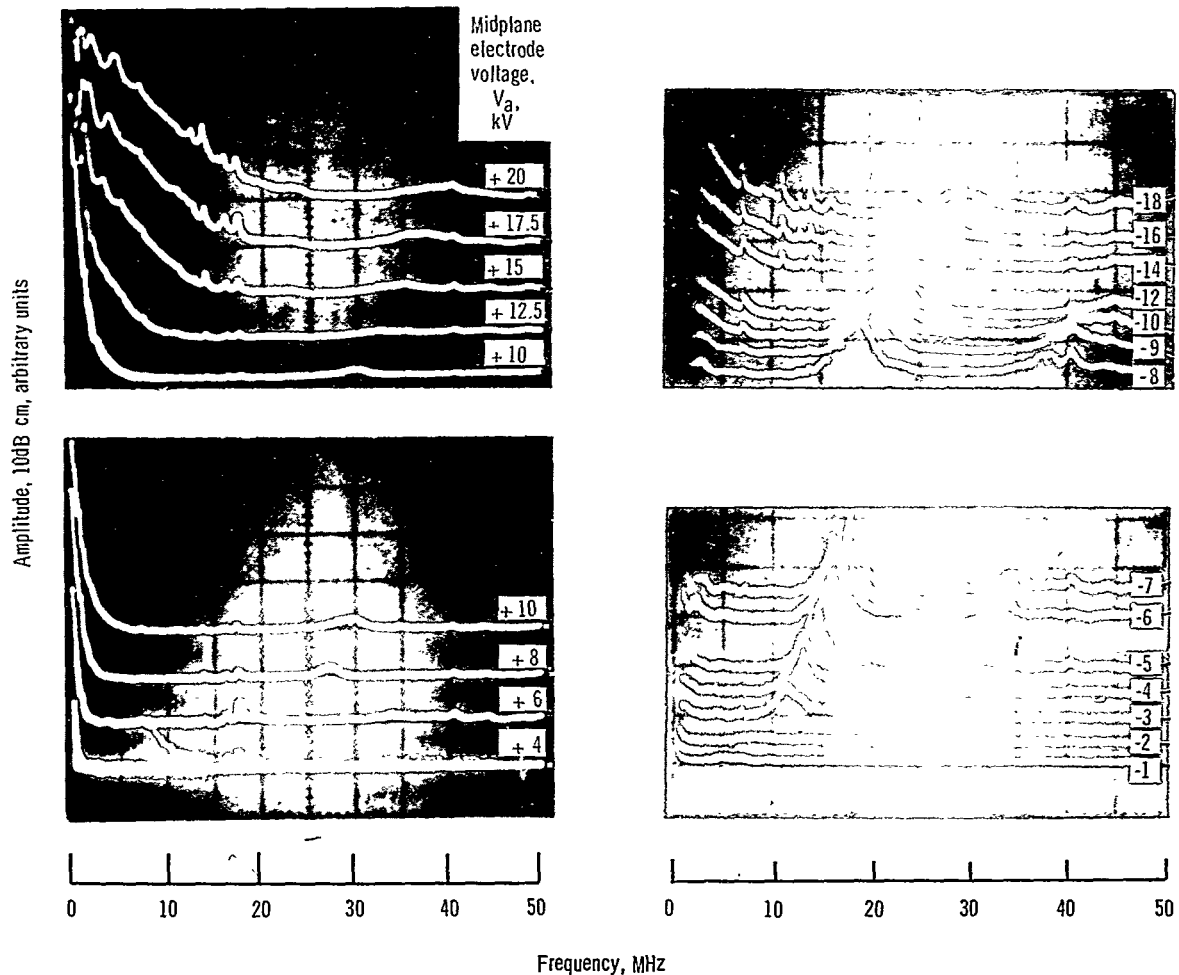 Midplane
electrode
voltage,
Va,
kV
+ 20
+ 17.5
+ 15
+ 12.5
+ 10
-18
-16
-14
-12
-10
-9
-8
Amplitude, 10dB cm, arbitrary units
+ 10
+ 8
+ 6
+ 4
-7
-6
-5
-4
-3
-2
-1
0 10 20 30 40 50
0 10 20 30 40 50
Frequency, MHz